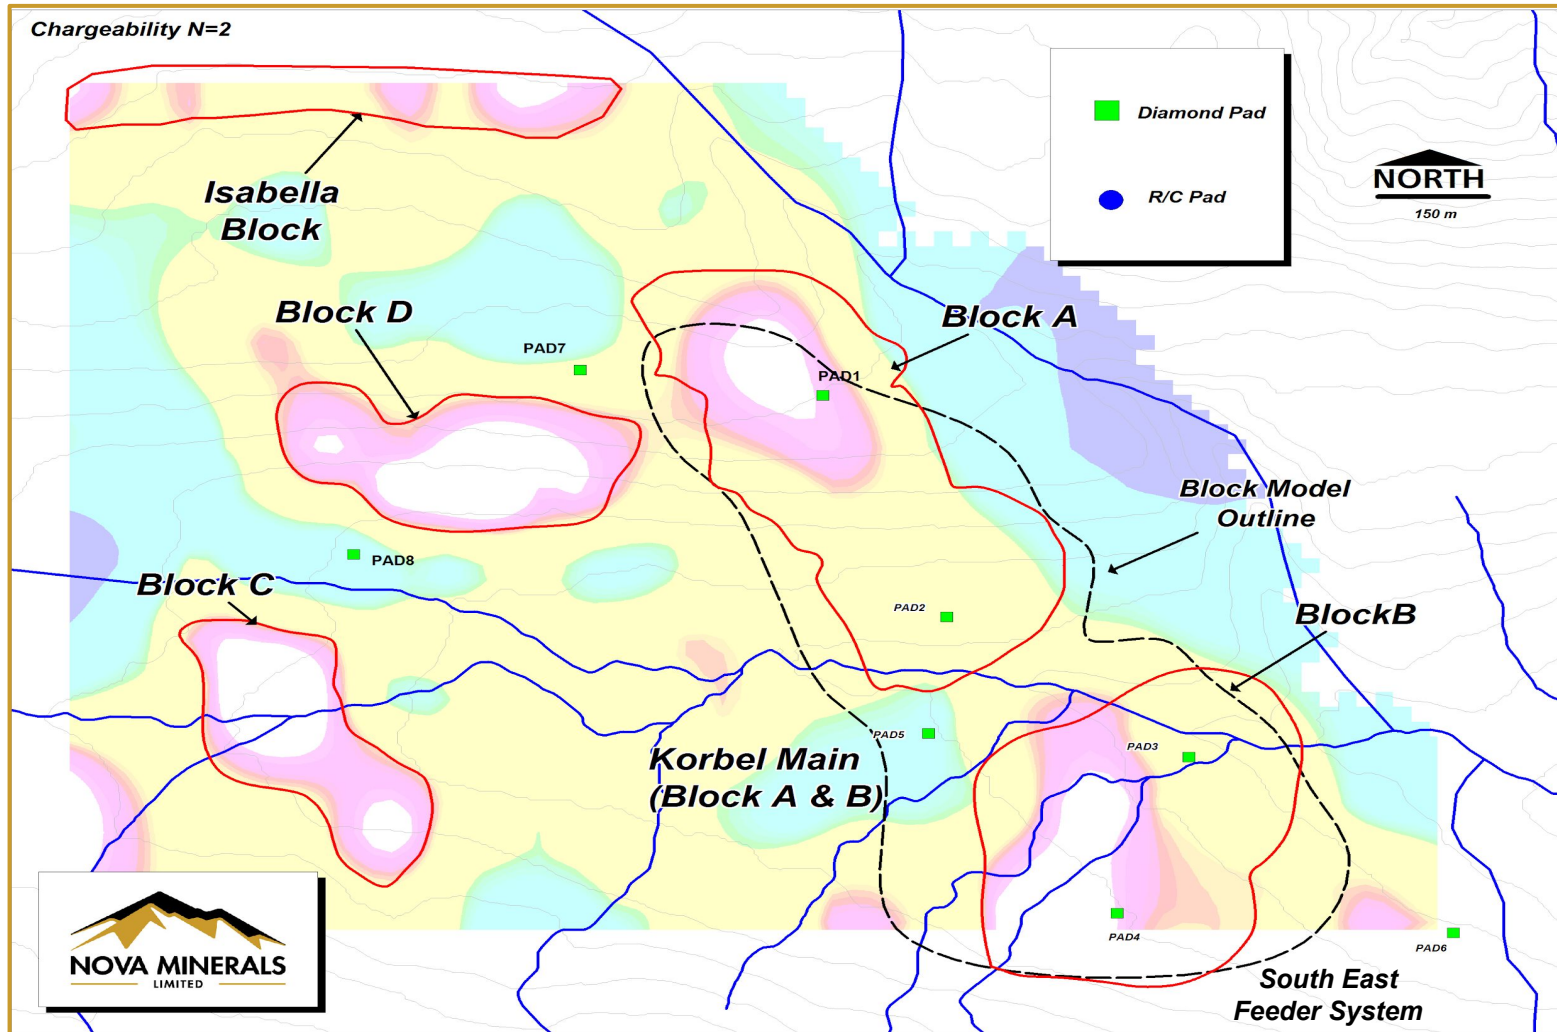 Chargeability N=2
Diamond Pad
R/C Pad
NORTH
150 m
Isabella
Block
Block D
Block A
PAD7
PAD1
Block Model
Outline
PAD8
Block C
PAD2
BlockB
PAD5
PAD3
Korbel Main
(Block A & B)
PAD4
PAD6
South East
Feeder System
NOVA MINERALS
LIMITED